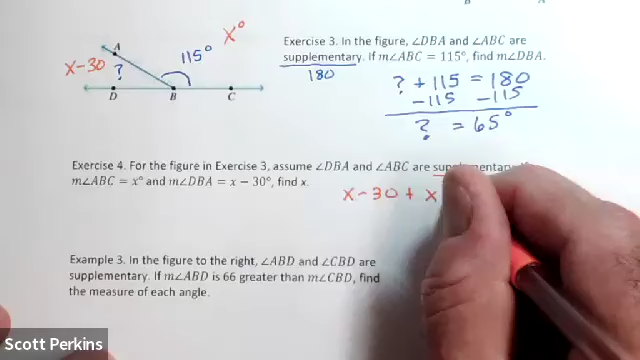 B
X°
A
115°
X-30
?
D
B
C
Exercise 3. In the figure, ∠DBA and ∠ABC are
supplementary. If m∠ABC = 115°, find m∠DBA.
180
? + 115 = 180
-115 -115
? = 65°
Exercise 4. For the figure in Exercise 3, assume ∠DBA and ∠ABC are supplementary.
m∠ABC = x° and m∠DBA = x − 30°, find x.
X-30 + X
Example 3. In the figure to the right, ∠ABD and ∠CBD are
supplementary. If m∠ABD is 66 greater than m∠CBD, find
the measure of each angle.
Scott Perkins